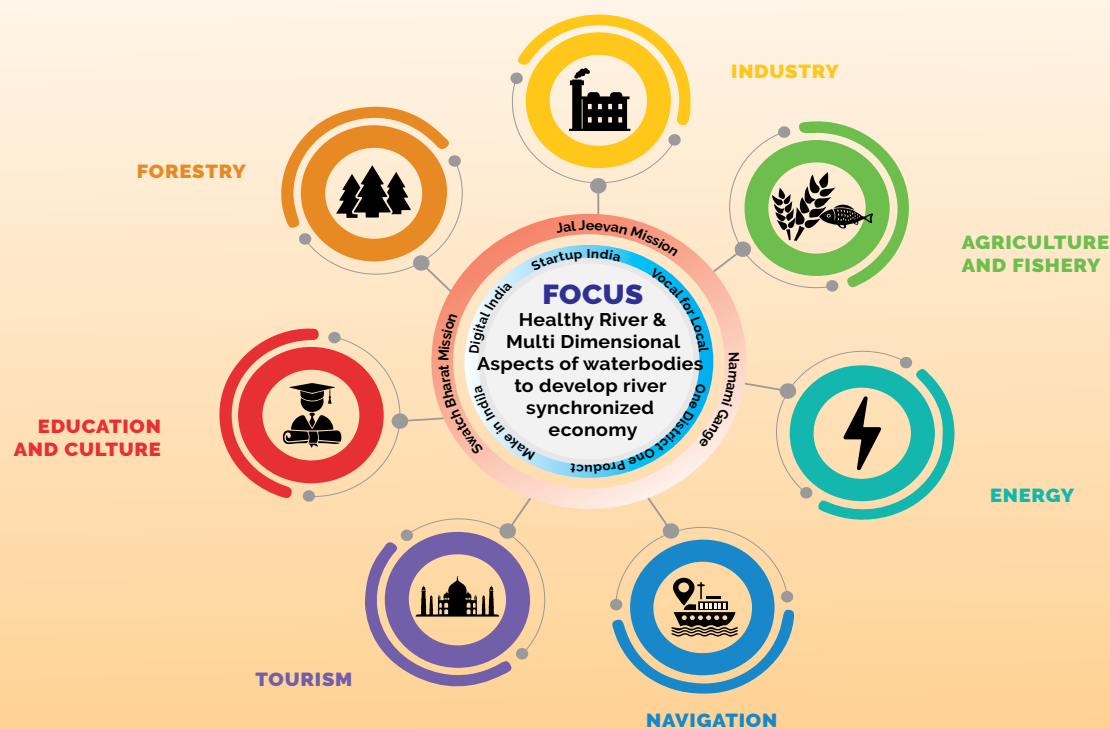 INDUSTRY
FORESTRY
AGRICULTURE
AND FISHERY
Jal Jeevan Mission
Startup India
Vocal for Local
Digital India
Swatch Bharat Mission
Namami Gange
One District One Product
Make in Indiia
FOCUS
Healthy River &
Multi Dimensional
Aspects of waterbodies
to develop river
synchronized
economy
EDUCATION
AND CULTURE
ENERGY
TOURISM
NAVIGATION